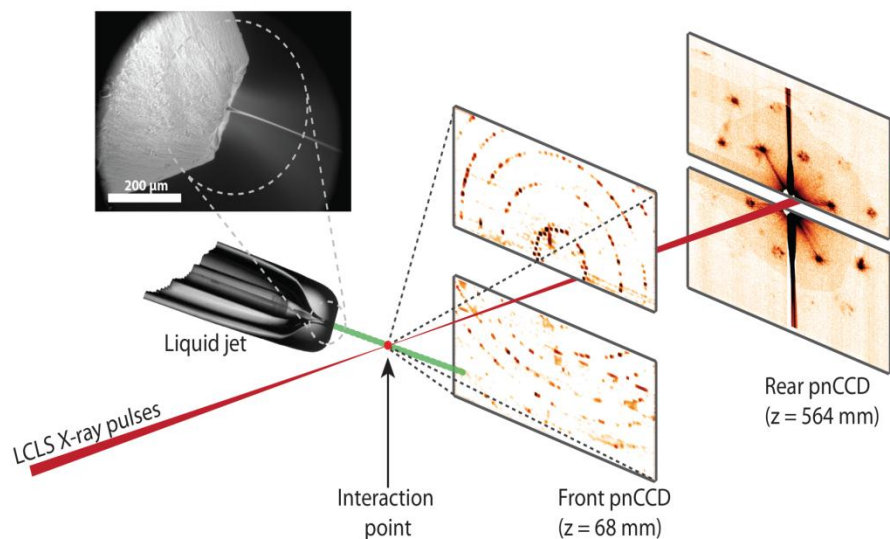 200 µm
Liquid jet
LCLS X-ray pulses
Interaction
point
Front pnCCD
(z = 68 mm)
Rear pnCCD
(z = 564 mm)